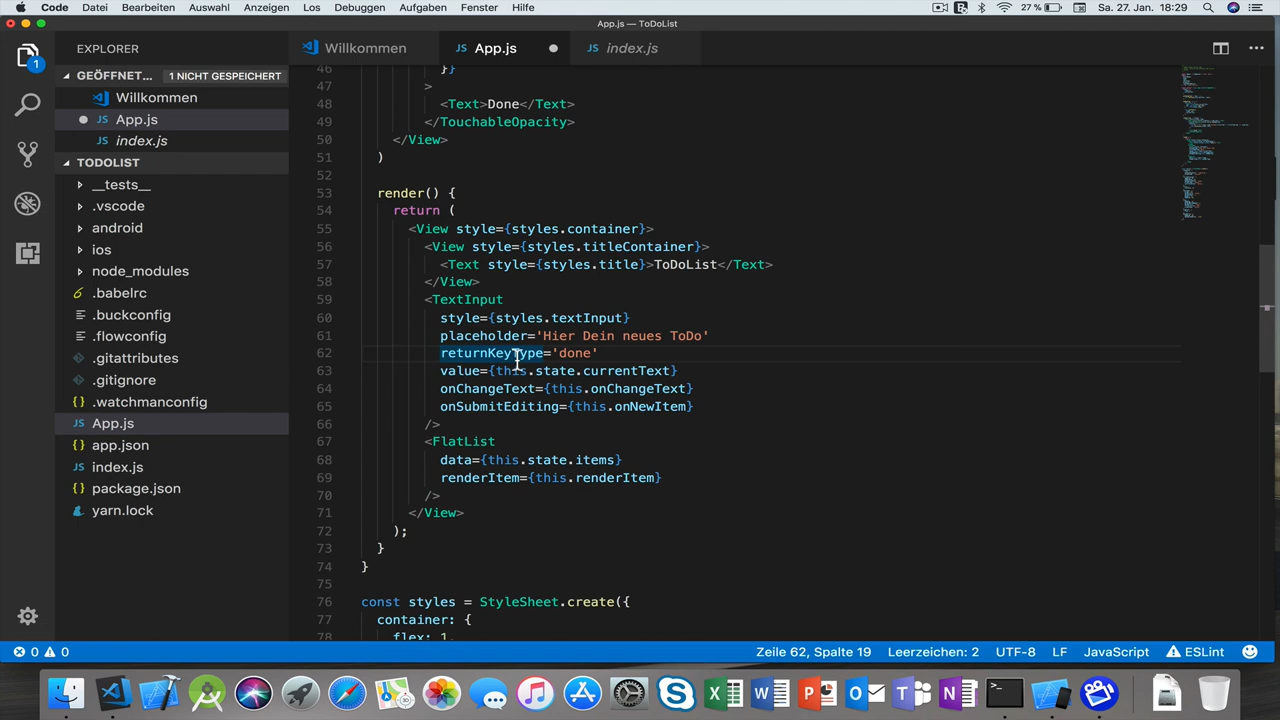 Code Datei Bearbeiten Auswahl Anzeigen Los Debuggen Aufgaben Fenster Hilfe 27 % Sa. 27. Jan. 18:29
App.js — ToDoList
EXPLORER
GEÖFFNET... 1 NICHT GESPEICHERT
Willkommen
App.js
index.js
TODOLIST
__tests__
.vscode
android
ios
node_modules
.babelrc
.buckconfig
.flowconfig
.gitattributes
.gitignore
.watchmanconfig
App.js
app.json
index.js
package.json
yarn.lock
Willkommen App.js index.js
46 }}
47 >
48 <Text>Done</Text>
49 </TouchableOpacity>
50 </View>
51 )
52
53 render() {
54 return (
55 <View style={styles.container}>
56 <View style={styles.titleContainer}>
57 <Text style={styles.title}>ToDoList</Text>
58 </View>
59 <TextInput
60 style={styles.textInput}
61 placeholder='Hier Dein neues ToDo'
62 returnKeyType='done'
63 value={this.state.currentText}
64 onChangeText={this.onChangeText}
65 onSubmitEditing={this.onNewItem}
66 />
67 <FlatList
68 data={this.state.items}
69 renderItem={this.renderItem}
70 />
71 </View>
72 );
73 }
74 }
75
76 const styles = StyleSheet.create({
77 container: {
78 flex: 1,
0 0 Zeile 62, Spalte 19 Leerzeichen: 2 UTF-8 LF JavaScript ESLint